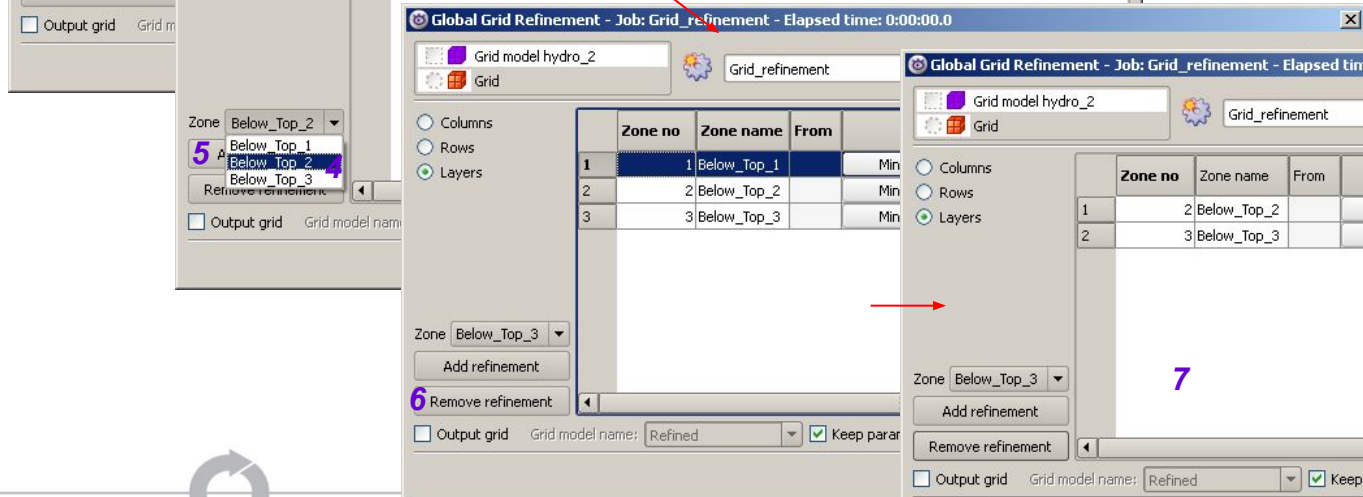 Output grid
Zone Below_Top_2
5
Below_Top_1
Below_Top_2 4
Below_Top_3
Remove refinement
Output grid
Global Grid Refinement - Job: Grid_refinement - Elapsed time: 0:00:00.0
Grid model hydro_2
Grid
Grid_refinement
Columns
Rows
Layers
Zone no Zone name From
1 1 Below_Top_1 Min
2 2 Below_Top_2 Min
3 3 Below_Top_3 Min
Zone Below_Top_3
Add refinement
6 Remove refinement
Output grid Grid model name: Refined Keep
Global Grid Refinement - Job: Grid_refinement - Elapsed
Grid model hydro_2
Grid
Grid_refinement
Columns
Rows
Layers
Zone no Zone name From
1 2 Below_Top_2
2 3 Below_Top_3
Zone Below_Top_3
7
Add refinement
Remove refinement
Output grid Grid model name: Refined Keep